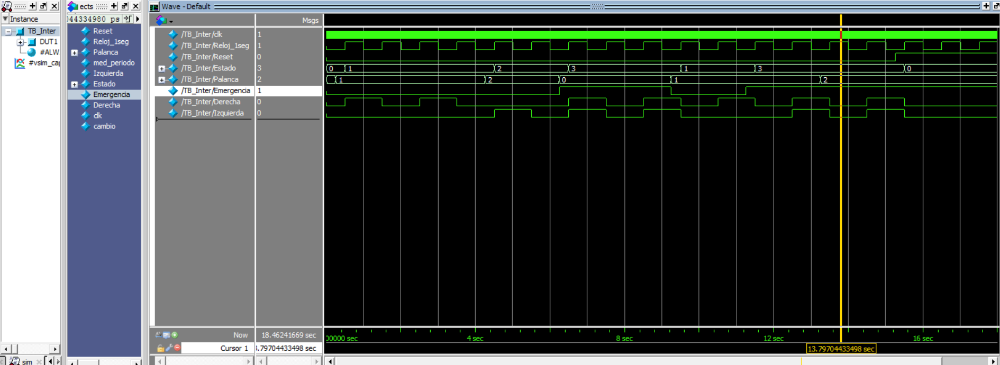 ects
Wave - Default
Instance
044334980 ps
Msgs
TB_Inter
DUT1
#ALW
#vsim_ca
Reset
Reloj_1seg
Palanca
med_periodo
Izquierda
Estado
Emergencia
Derecha
clk
cambio
/TB_Inter/clk 1
/TB_Inter/Reloj_1seg 1
/TB_Inter/Reset 0
/TB_Inter/Estado 3 0 1 2 3 1 3 0
/TB_Inter/Palanca 2 1 2 0 1 2
/TB_Inter/Emergencia 1
/TB_Inter/Derecha 0
/TB_Inter/Izquierda 0
Now 18.46241669 sec
00000 sec 4 sec 8 sec 12 sec 16 sec
Cursor 1 3.79704433498 sec
13.79704433498 sec
sim